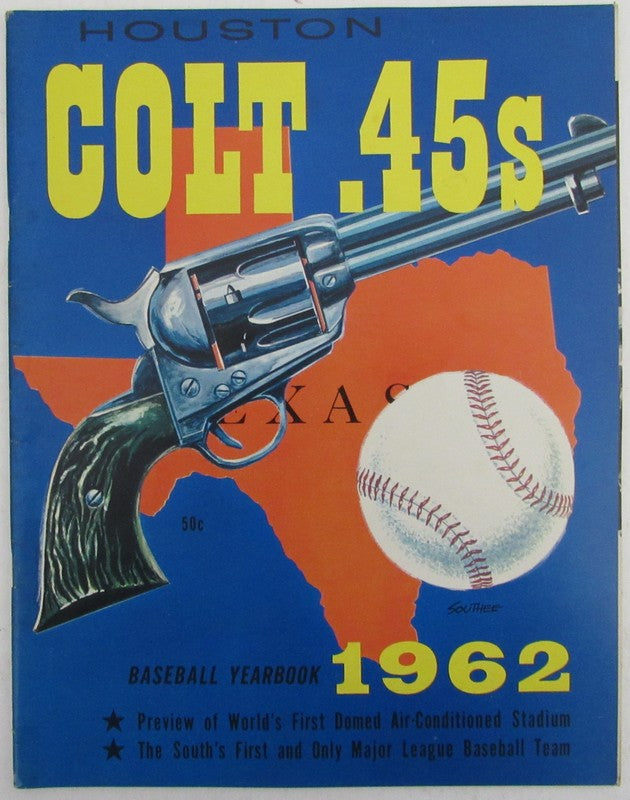 HOUSTON
COLT .45s
EXAS
50c
SOUTHEE
BASEBALL YEARBOOK 1962
★ Preview of World's First Domed Air-Conditioned Stadium
★ The South's First and Only Major League Baseball Team